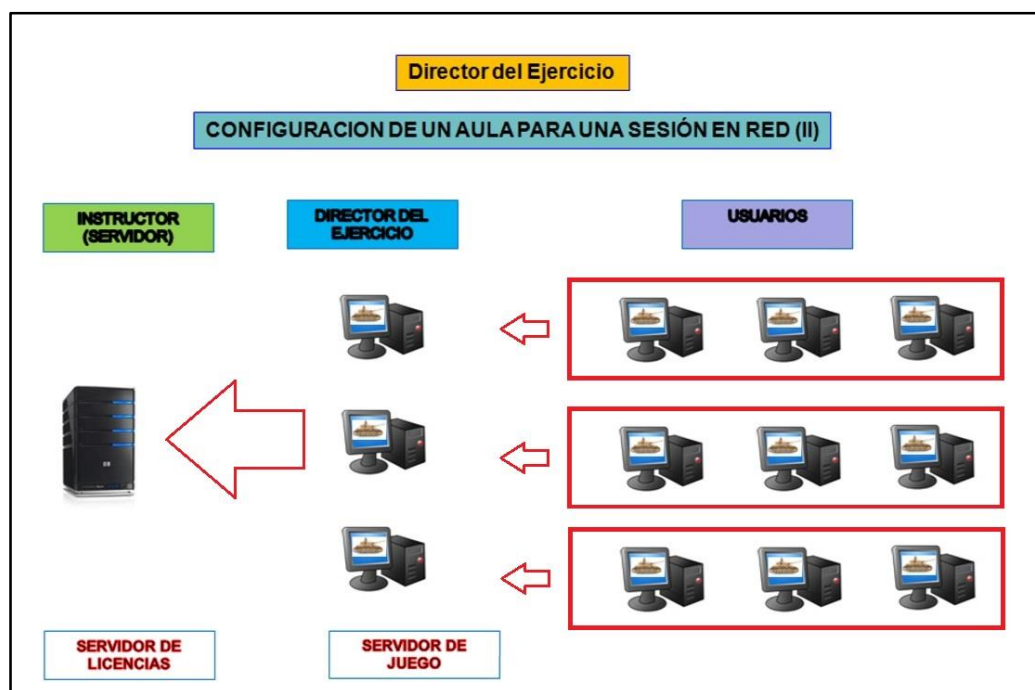 Director del Ejercicio
CONFIGURACION DE UN AULA PARA UNA SESIÓN EN RED (II)
INSTRUCTOR
(SERVIDOR)
DIRECTOR DEL
EJERCICIO
USUARIOS
SERVIDOR DE
LICENCIAS
SERVIDOR DE
JUEGO